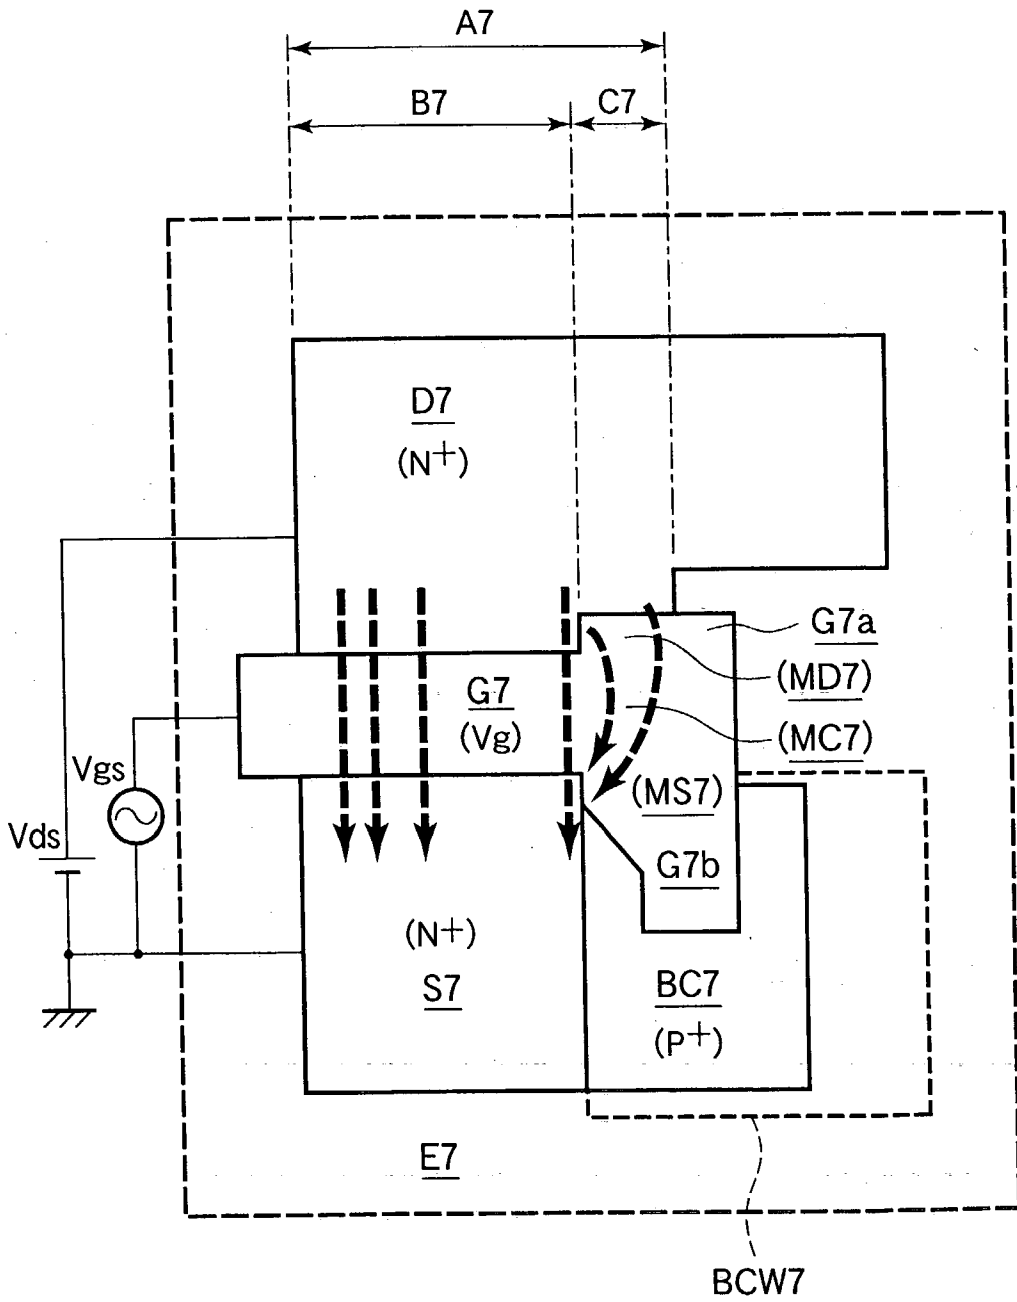 A7
B7
C7
D7
(N+)
G7a
(MD7)
G7
(Vg)
(MC7)
Vgs
(MS7)
Vds
G7b
(N+)
S7
BC7
(P+)
E7
BCW7